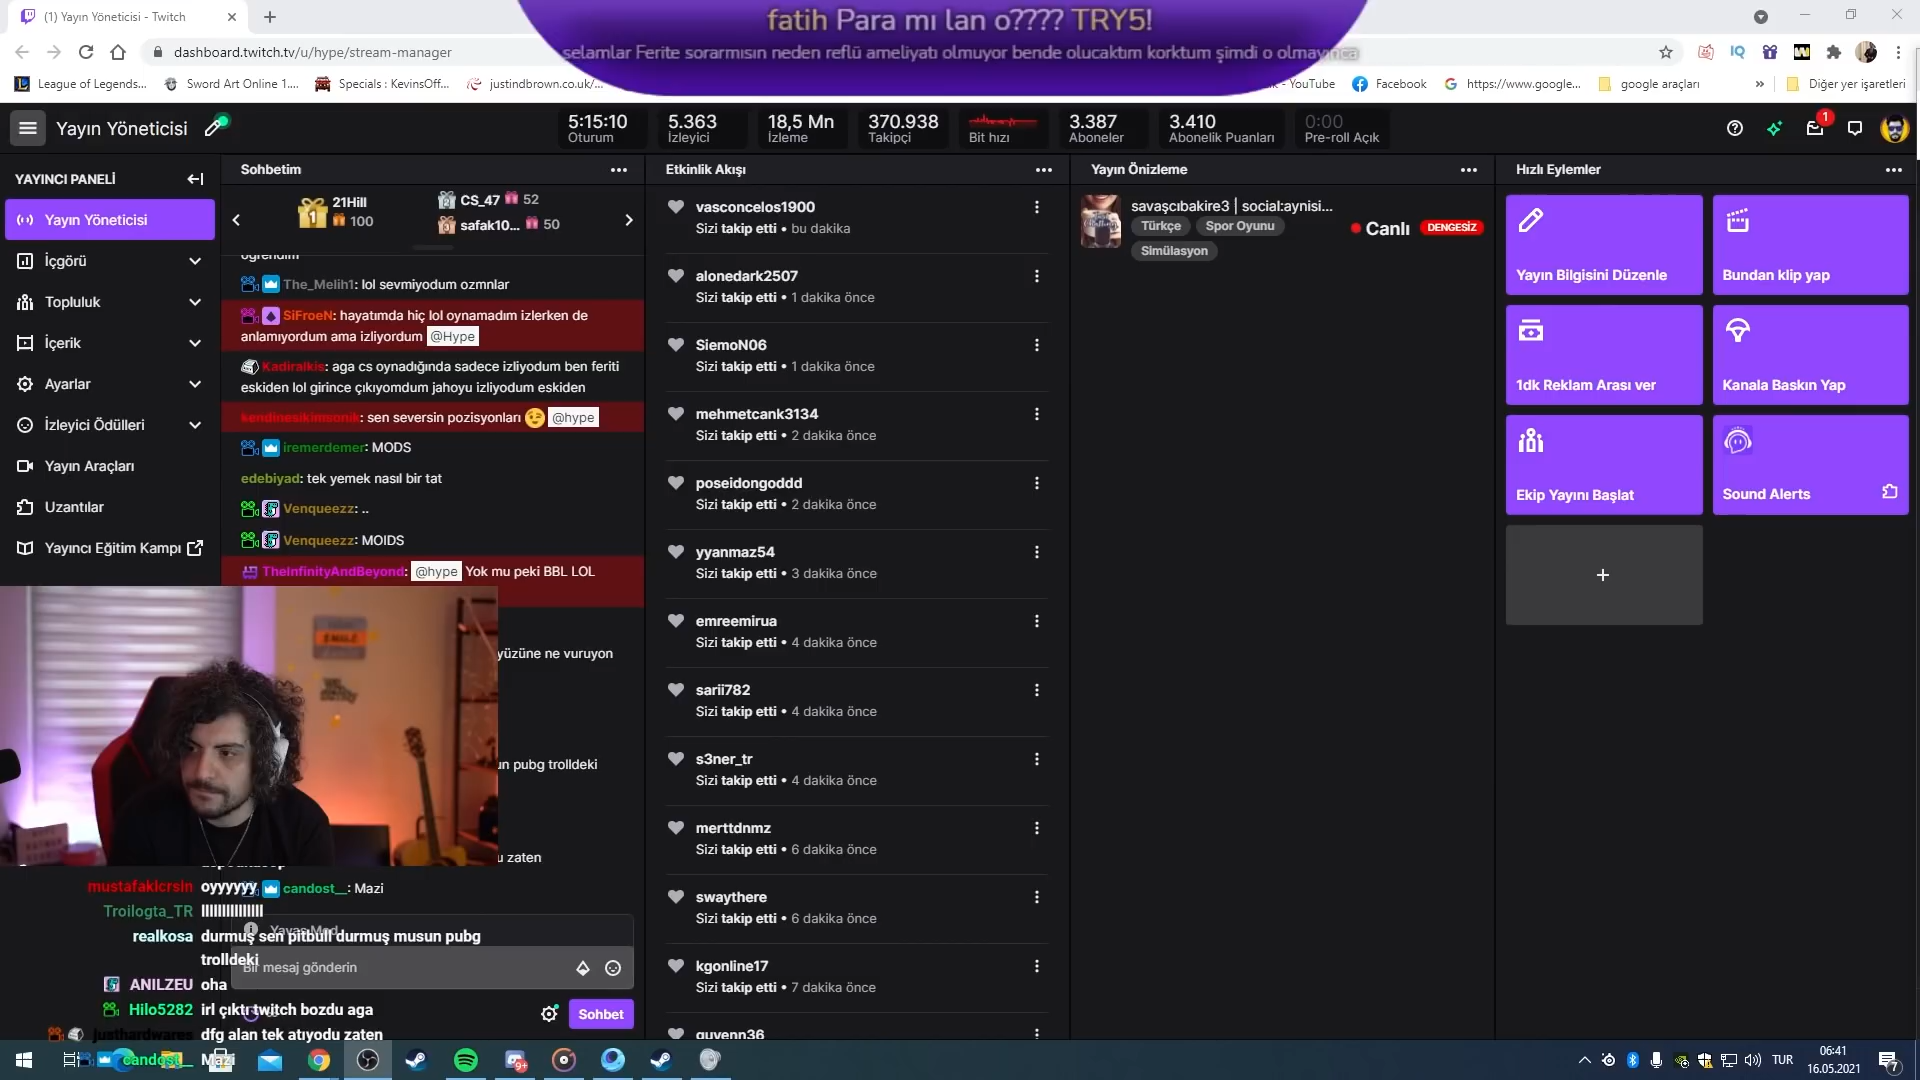 (1) Yayın Yöneticisi - Twitch
fatih Para mı lan o???? TRY5!
selamlar Ferite sorarmısın neden reflü ameliyatı olmuyor bende olucaktım korktum şimdi o olmayınca
dashboard.twitch.tv/u/hype/stream-manager
League of Legends...
Sword Art Online 1....
Specials : KevinsOff...
justindbrown.co.uk/...
- YouTube
Facebook
https://www.google...
google araçları
»
Diğer yer işaretleri
Yayın Yöneticisi
5:15:10
Oturum
5.363
İzleyici
18,5 Mn
İzleme
370.938
Takipçi
Bit hızı
3.387
Aboneler
3.410
Abonelik Puanları
0:00
Pre-roll Açık
1
YAYINCI PANELİ
Yayın Yöneticisi
İçgörü
Topluluk
İçerik
Ayarlar
İzleyici Ödülleri
Yayın Araçları
Uzantılar
Yayıncı Eğitim Kampı
Sohbetim
1 21Hill
100
2 CS_47 52
3 safak10... 50
öğrendim
The_Melih1: lol sevmiyodum ozmnlar
SiFroeN: hayatımda hiç lol oynamadım izlerken de
anlamıyordum ama izliyordum @Hype
Kadiralkis: aga cs oynadığında sadece izliyodum ben feriti
eskiden lol girince çıkıyomdum jahoyu izliyodum eskiden
kendinesikimsonik: sen seversin pozisyonları @hype
iremerdemer: MODS
edebiyad: tek yemek nasıl bir tat
Venqueezz: ..
Venqueezz: MOIDS
TheInfinityAndBeyond: @hype Yok mu peki BBL LOL
yüzüne ne vuruyon
un pubg trolldeki
u zaten
candost__: Mazi
Yavaş Mod
Bir mesaj gönderin
Sohbet
mustafakicrsin oyyyyyy
Troilogta_TR llllllllllllll
realkosa durmuş sen pitbull durmuş musun pubg
trolldeki
ANILZEU oha
Hilo5282 irl çıktı twitch bozdu aga
justhardwares dfg alan tek atıyodu zaten
candost__ Mazi
Etkinlik Akışı
vasconcelos1900
Sizi takip etti • bu dakika
alonedark2507
Sizi takip etti • 1 dakika önce
SiemoN06
Sizi takip etti • 1 dakika önce
mehmetcank3134
Sizi takip etti • 2 dakika önce
poseidongoddd
Sizi takip etti • 2 dakika önce
yyanmaz54
Sizi takip etti • 3 dakika önce
emreemirua
Sizi takip etti • 4 dakika önce
sarii782
Sizi takip etti • 4 dakika önce
s3ner_tr
Sizi takip etti • 4 dakika önce
merttdnmz
Sizi takip etti • 6 dakika önce
swaythere
Sizi takip etti • 6 dakika önce
kgonline17
Sizi takip etti • 7 dakika önce
guvenn36
Yayın Önizleme
savaşcıbakire3 | social:aynisi...
Türkçe
Spor Oyunu
Simülasyon
Canlı
DENGESİZ
Hızlı Eylemler
Yayın Bilgisini Düzenle
Bundan klip yap
1dk Reklam Arası ver
Kanala Baskın Yap
Ekip Yayını Başlat
Sound Alerts
9+
TUR
06:41
16.05.2021
7